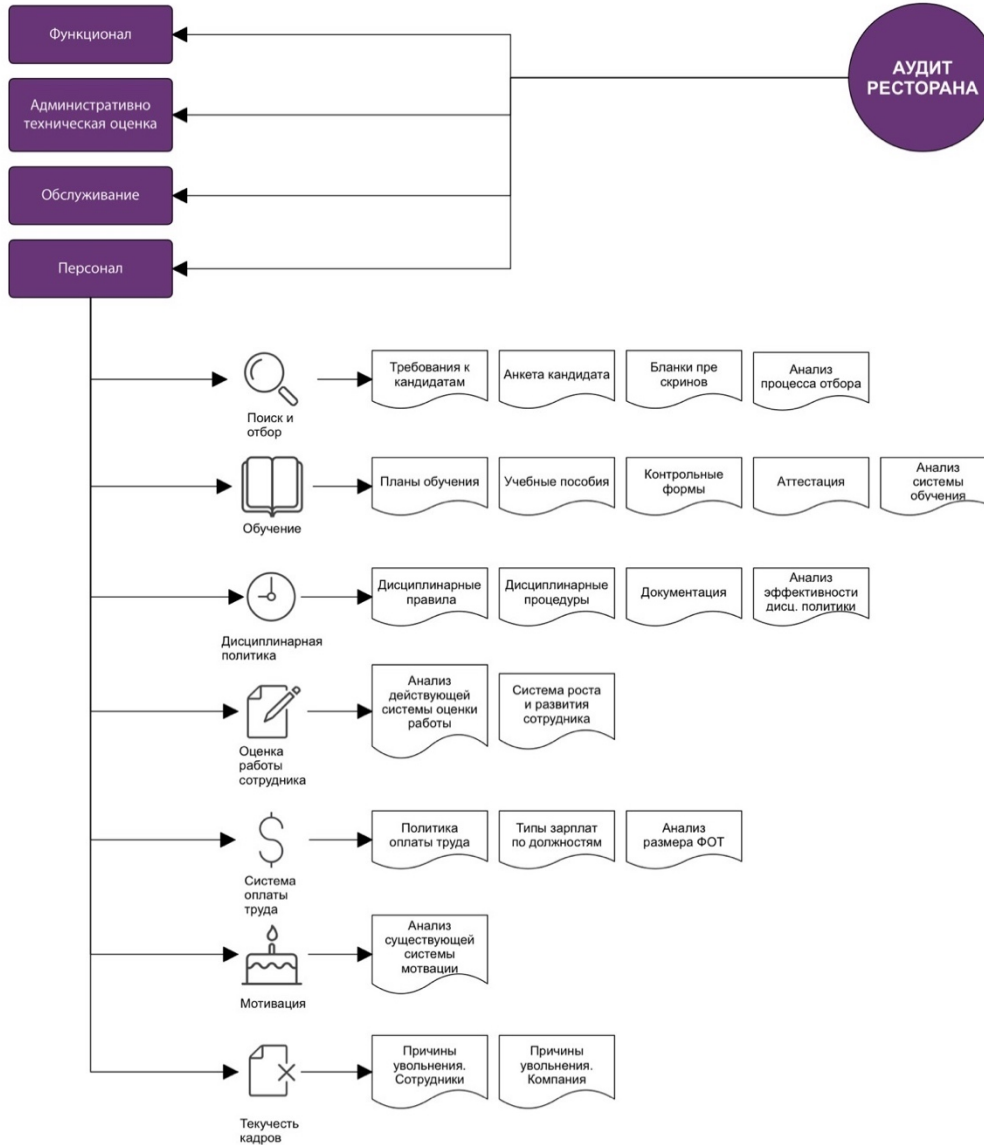 Функционал
АУДИТ
РЕСТОРАНА
Административно
техническая оценка
Обслуживание
Персонал
Поиск и
отбор
Требования к
кандидатам
Анкета кандидата
Бланки пре
скринов
Анализ
процесса отбора
Обучение
Планы обучения
Учебные пособия
Контрольные
формы
Аттестация
Анализ
системы
обучения
Дисциплинарная
политика
Дисциплинарные
правила
Дисциплинарные
процедуры
Документация
Анализ
эффективности
дисц. политики
Оценка
работы
сотрудника
Анализ
действующей
системы оценки
работы
Система роста
и развития
сотрудника
Система
оплаты
труда
Политика
оплаты труда
Типы зарплат
по должностям
Анализ
размера ФОТ
Мотивация
Анализ
существующей
системы
мотвации
Текучесть
кадров
Причины
увольнения.
Сотрудники
Причины
увольнения.
Компания